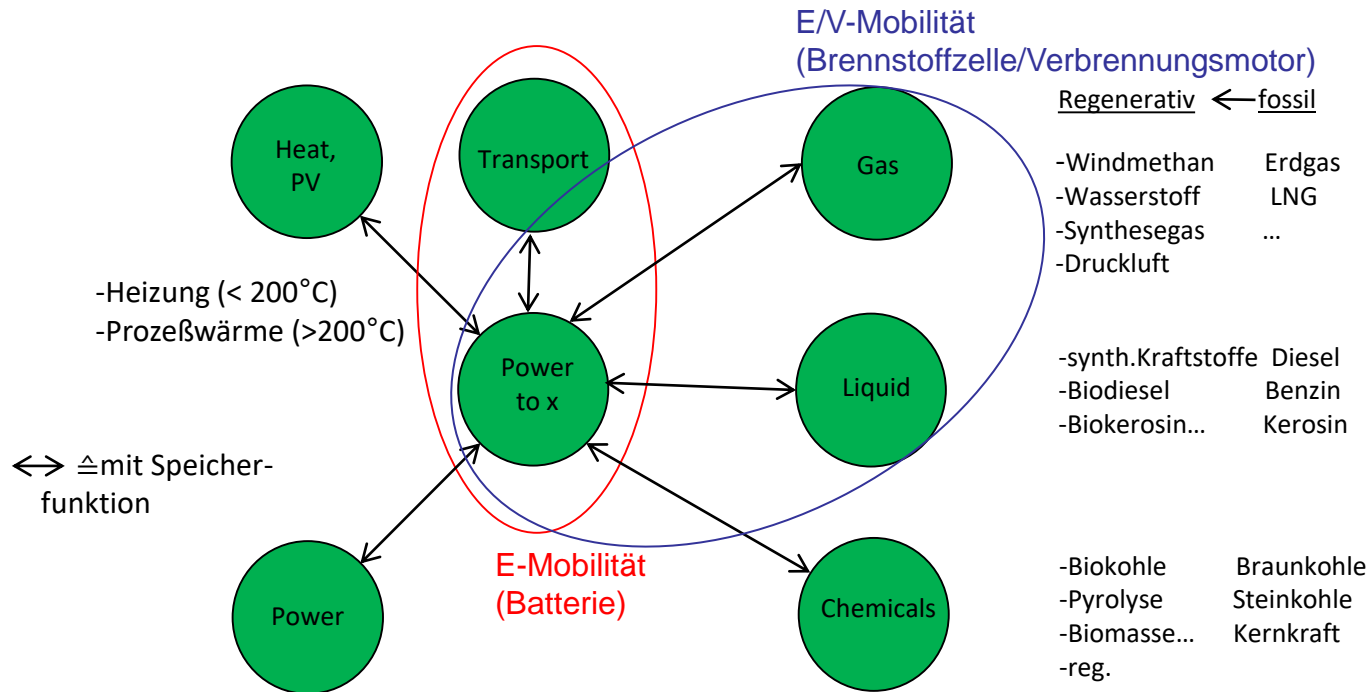 E/V-Mobilität
(Brennstoffzelle/Verbrennungsmotor)
Regenerativ ← fossil
Heat,
PV
Transport
Gas
-Windmethan Erdgas
-Wasserstoff LNG
-Synthesegas ...
-Druckluft
-Heizung (< 200°C)
-Prozeßwärme (>200°C)
Power
to x
Liquid
-synth.Kraftstoffe Diesel
-Biodiesel Benzin
-Biokerosin... Kerosin
↔ ≙mit Speicher-
funktion
E-Mobilität
(Batterie)
Power
Chemicals
-Biokohle Braunkohle
-Pyrolyse Steinkohle
-Biomasse... Kernkraft
-reg.